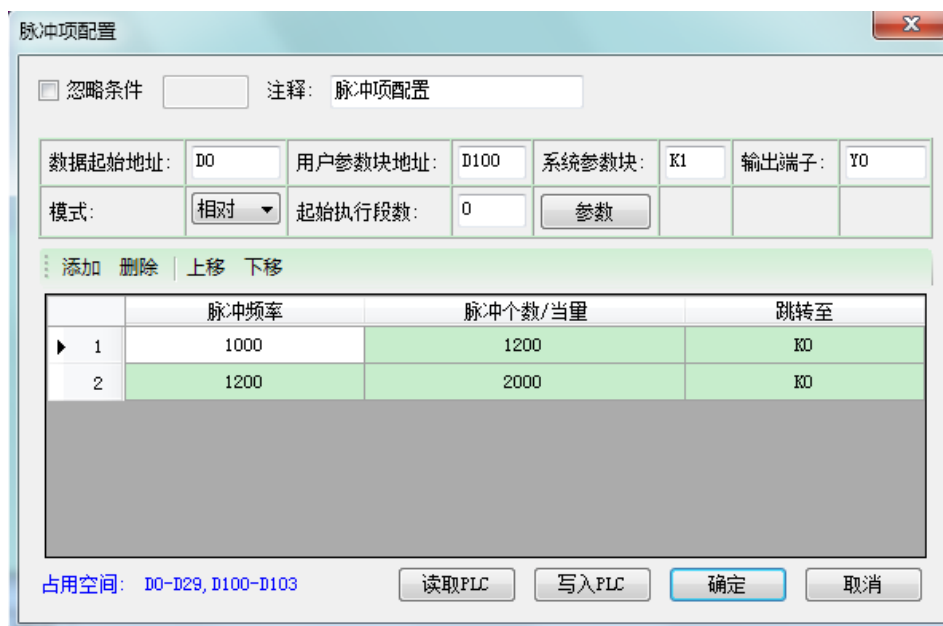 脉冲项配置
忽略条件 注释: 脉冲项配置
数据起始地址: D0 用户参数块地址: D100 系统参数块: K1 输出端子: Y0
模式: 相对 起始执行段数: 0 参数
添加 删除 上移 下移
脉冲频率 脉冲个数/当量 跳转至
1 1000 1200 K0
2 1200 2000 K0
占用空间: D0-D29,D100-D103 读取PLC 写入PLC 确定 取消